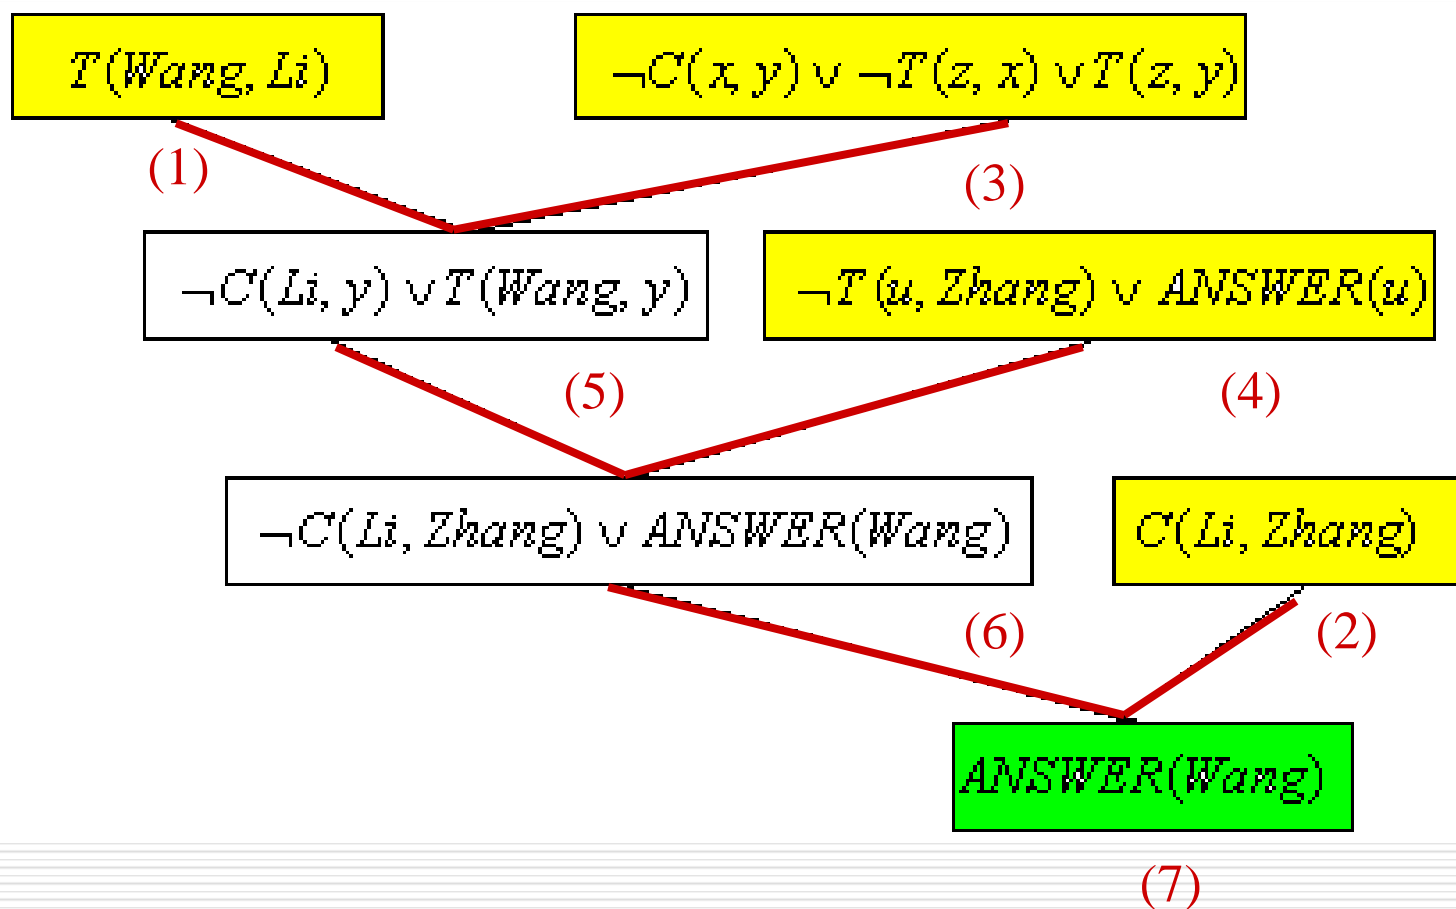 T(Wang, Li)
¬C(x, y) ∨ ¬T(z, x) ∨ T(z, y)
(1)
(3)
¬C(Li, y) ∨ T(Wang, y)
¬T(u, Zhang) ∨ ANSWER(u)
(5)
(4)
¬C(Li, Zhang) ∨ ANSWER(Wang)
C(Li, Zhang)
(6)
(2)
ANSWER(Wang)
(7)